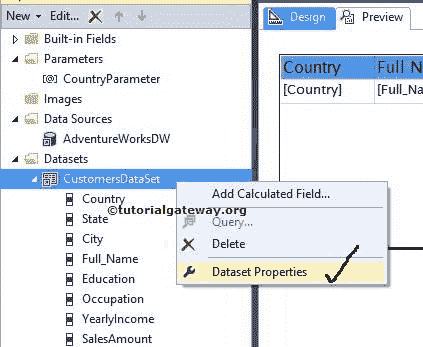 New Edit...
Design Preview
Built-in Fields
Parameters
CountryParameter
Images
Data Sources
AdventureWorksDW
Datasets
CustomersDataSet
Country
State
City
Full_Name
Education
Occupation
YearlyIncome
SalesAmount
©tutorialgateway.org
Country Full N
[Country] [Full_Na
Add Calculated Field...
Query...
Delete
Dataset Properties